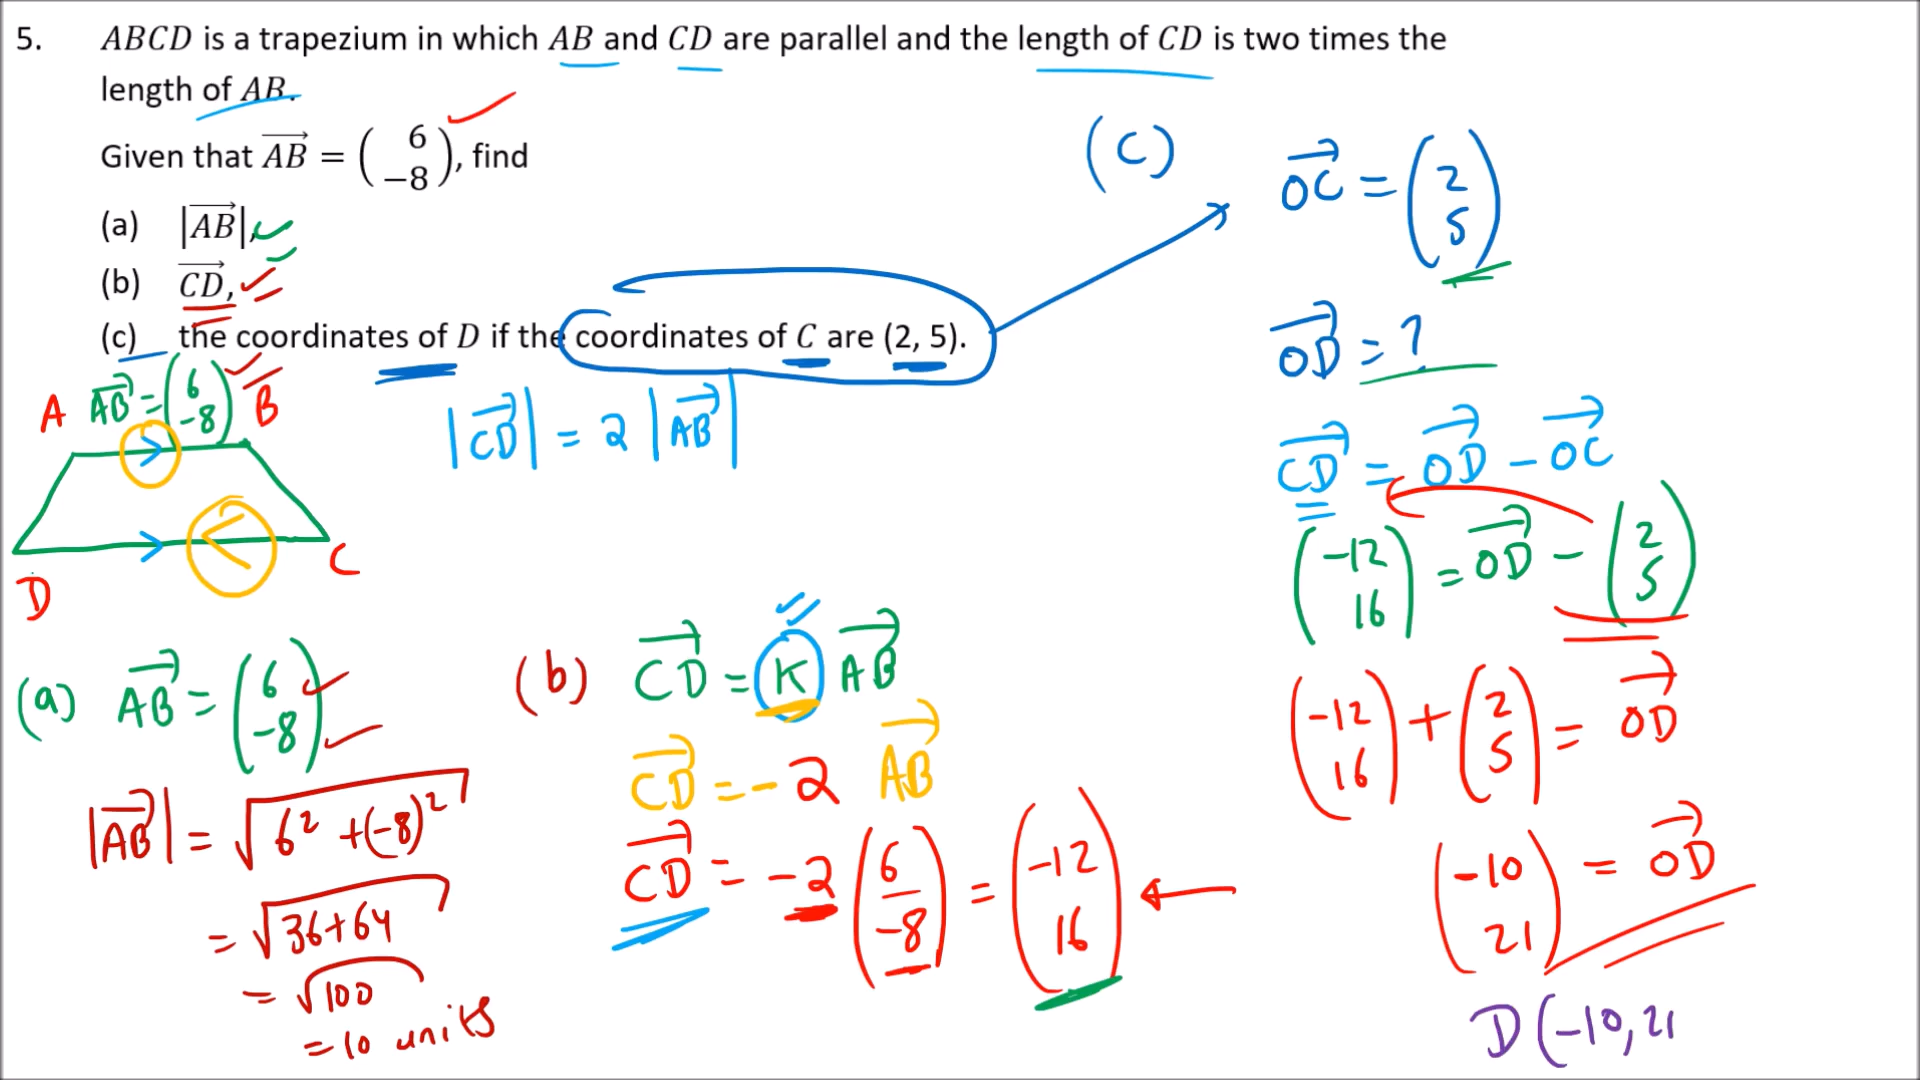 5. ABCD is a trapezium in which AB and CD are parallel and the length of CD is two times the
length of AB.
Given that AB = ( 6 −8 ), find
(a) |AB|,
(b) CD,
(c) the coordinates of D if the coordinates of C are (2, 5).
A AB = ( 6 -8 ) B
D C
|CD| = 2 |AB|
(a) AB = ( 6 -8 )
|AB| = √6² + (-8)²
= √36+64
= √100
= 10 units
(b) CD = K AB
CD = - 2 AB
CD = -2 ( 6 -8 ) = ( -12 16 )
(C)
OC = ( 2 5 )
OD = ?
CD = OD - OC
( -12 16 ) = OD - ( 2 5 )
( -12 16 ) + ( 2 5 ) = OD
( -10 21 ) = OD
D (-10, 21